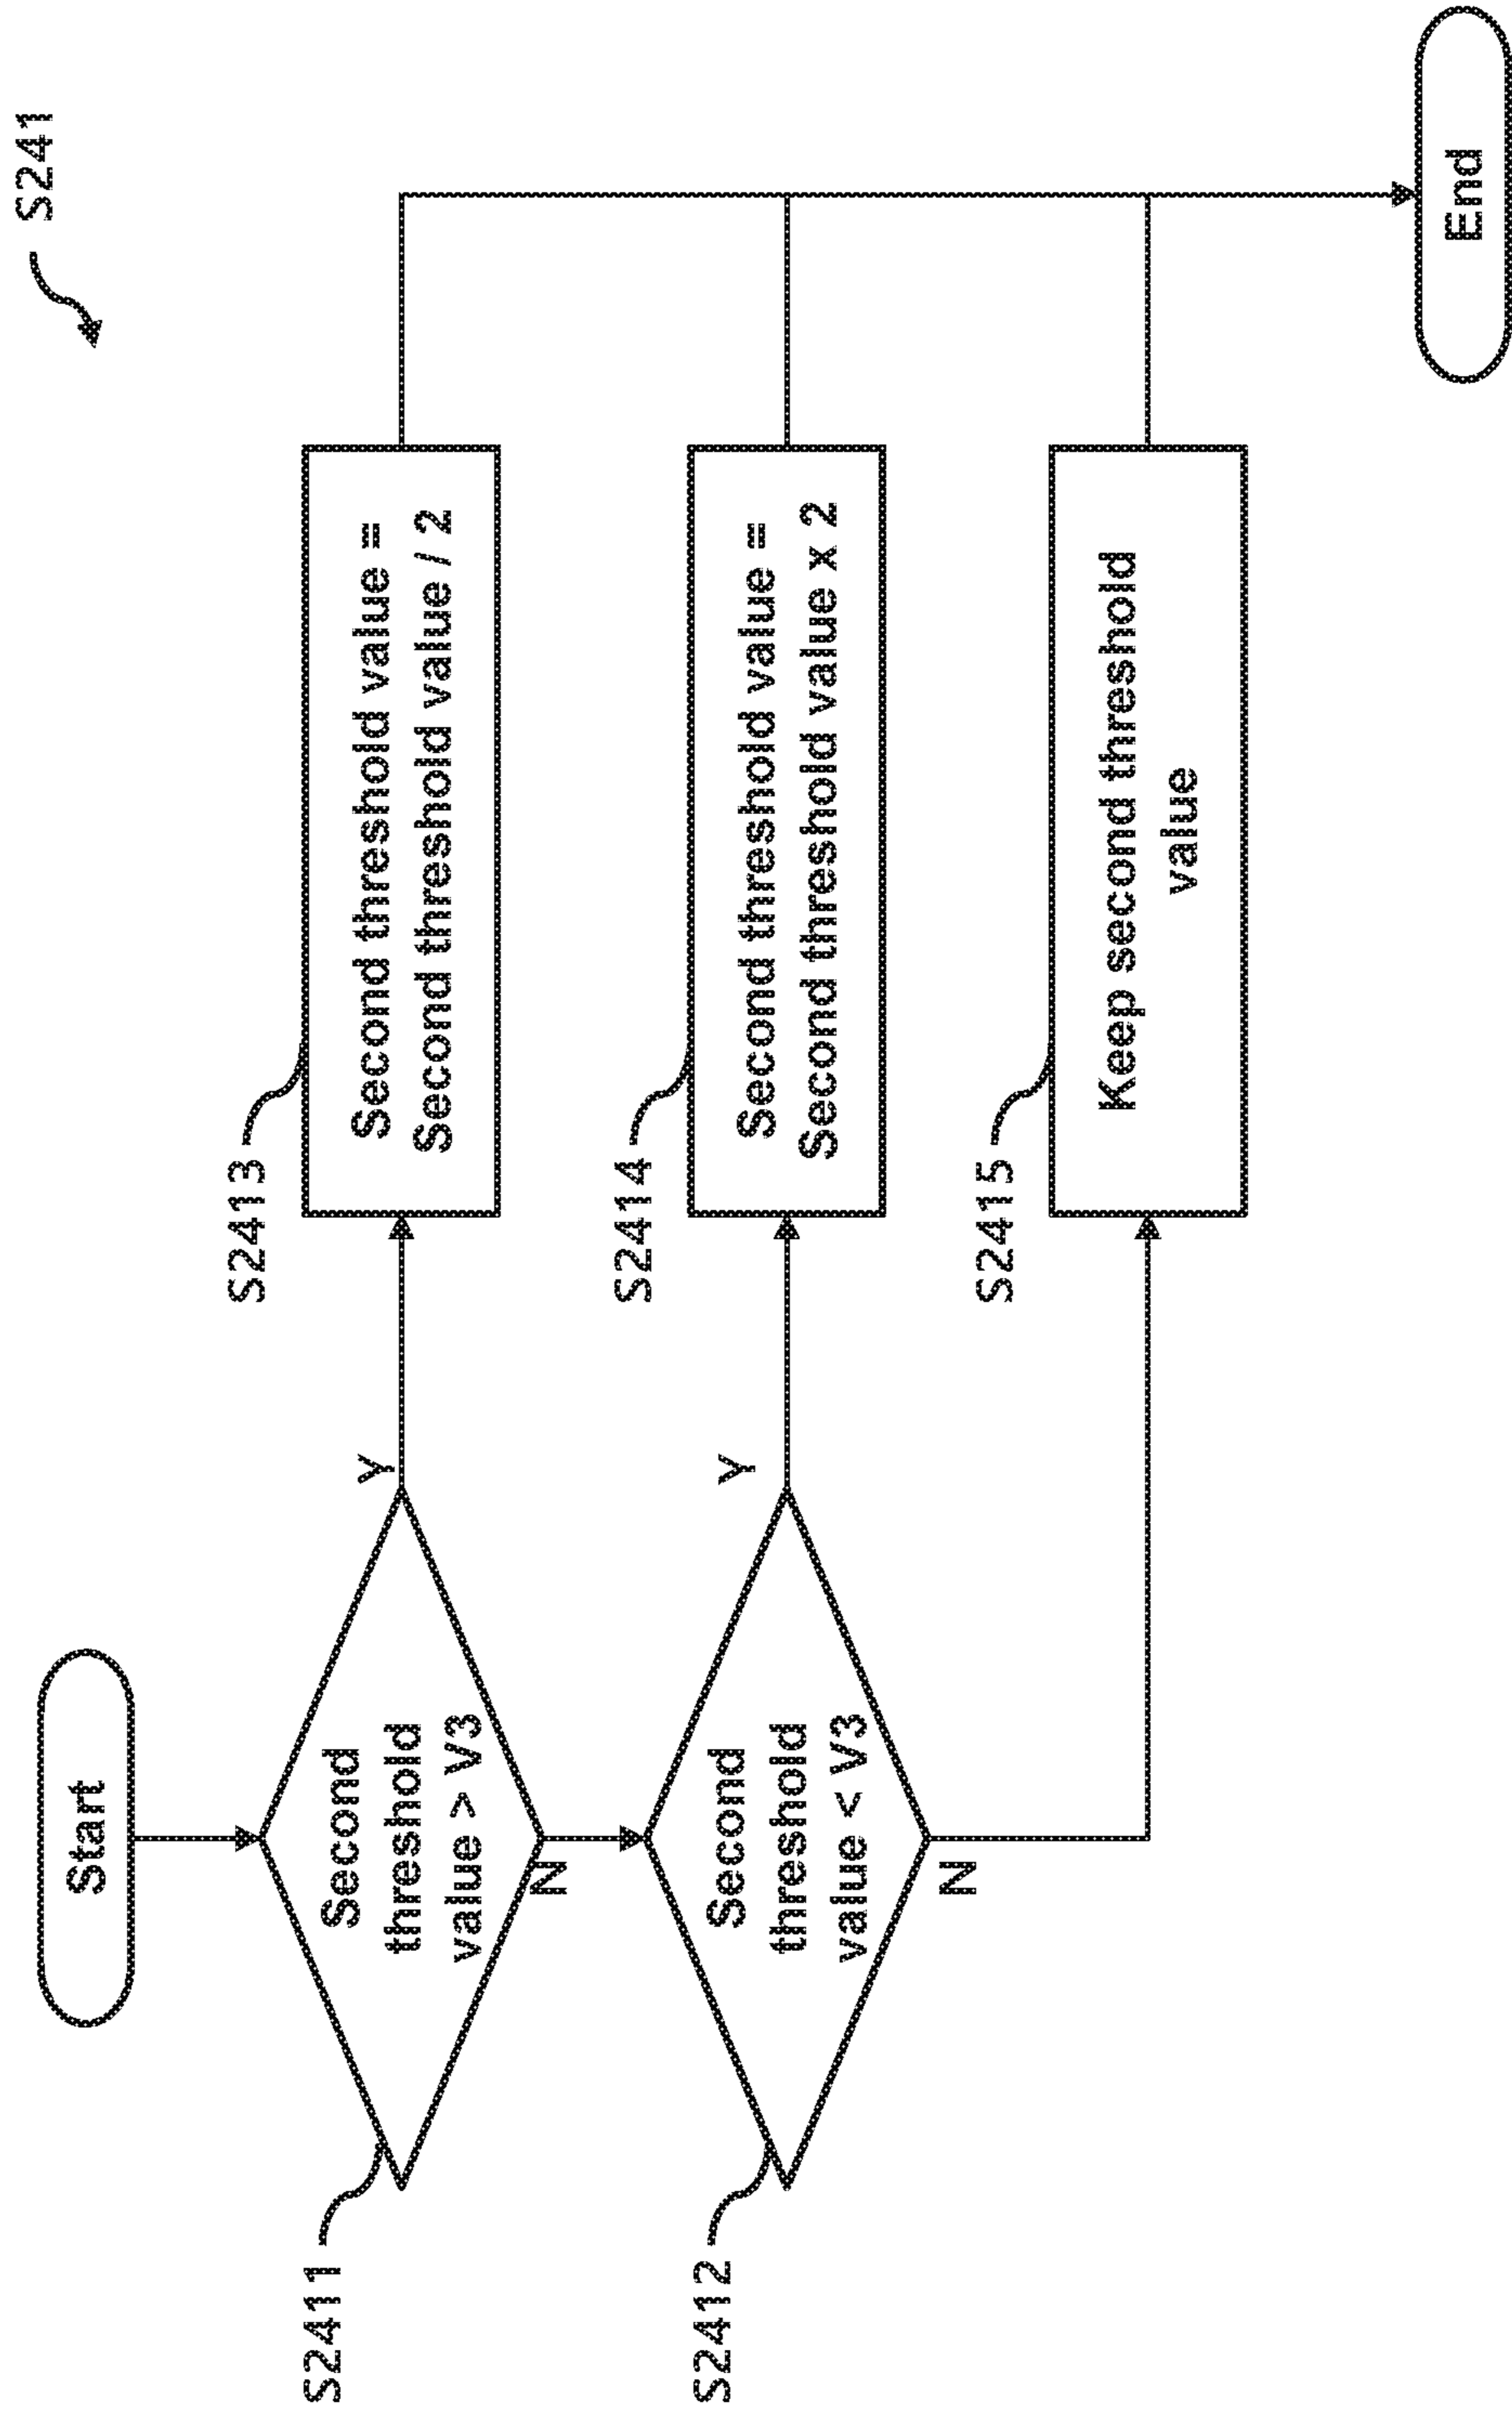 S241
Start
S2411
Second
threshold
value > V3
Y
N
S2413
Second threshold value =
Second threshold value / 2
S2412
Second
threshold
value < V3
Y
N
S2414
Second threshold value =
Second threshold value x 2
S2415
Keep second threshold
value
End